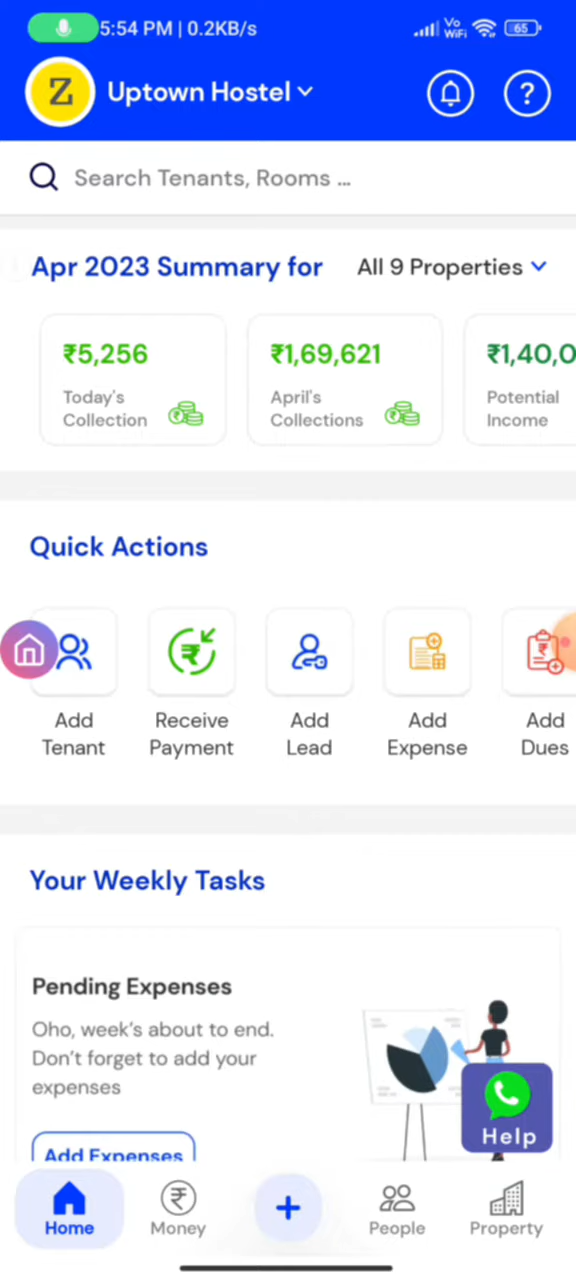 5:54 PM | 0.2KB/s
Vo
WiFi
65
Z
Uptown Hostel
?
Search Tenants, Rooms ...
Apr 2023 Summary for
All 9 Properties
₹5,256
₹1,69,621
₹1,40,0
Today's
Collection
April's
Collections
Potential
Income
Quick Actions
Add
Tenant
Receive
Payment
Add
Lead
Add
Expense
Add
Dues
Your Weekly Tasks
Pending Expenses
Oho, week's about to end.
Don't forget to add your
expenses
Add Expenses
Help
Home
Money
People
Property